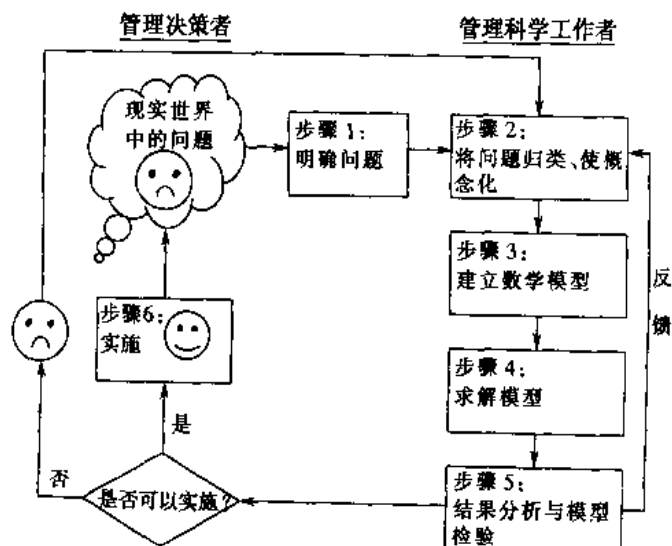 管理决策者
管理科学工作者
现实世界
中的问题
步骤1：
明确问题
步骤2：
将问题归类、使概
念化
步骤3：
建立数学模型
反
馈
步骤6：
实施
步骤4：
求解模型
是
否
是否可以实施？
步骤5：
结果分析与模型
检验